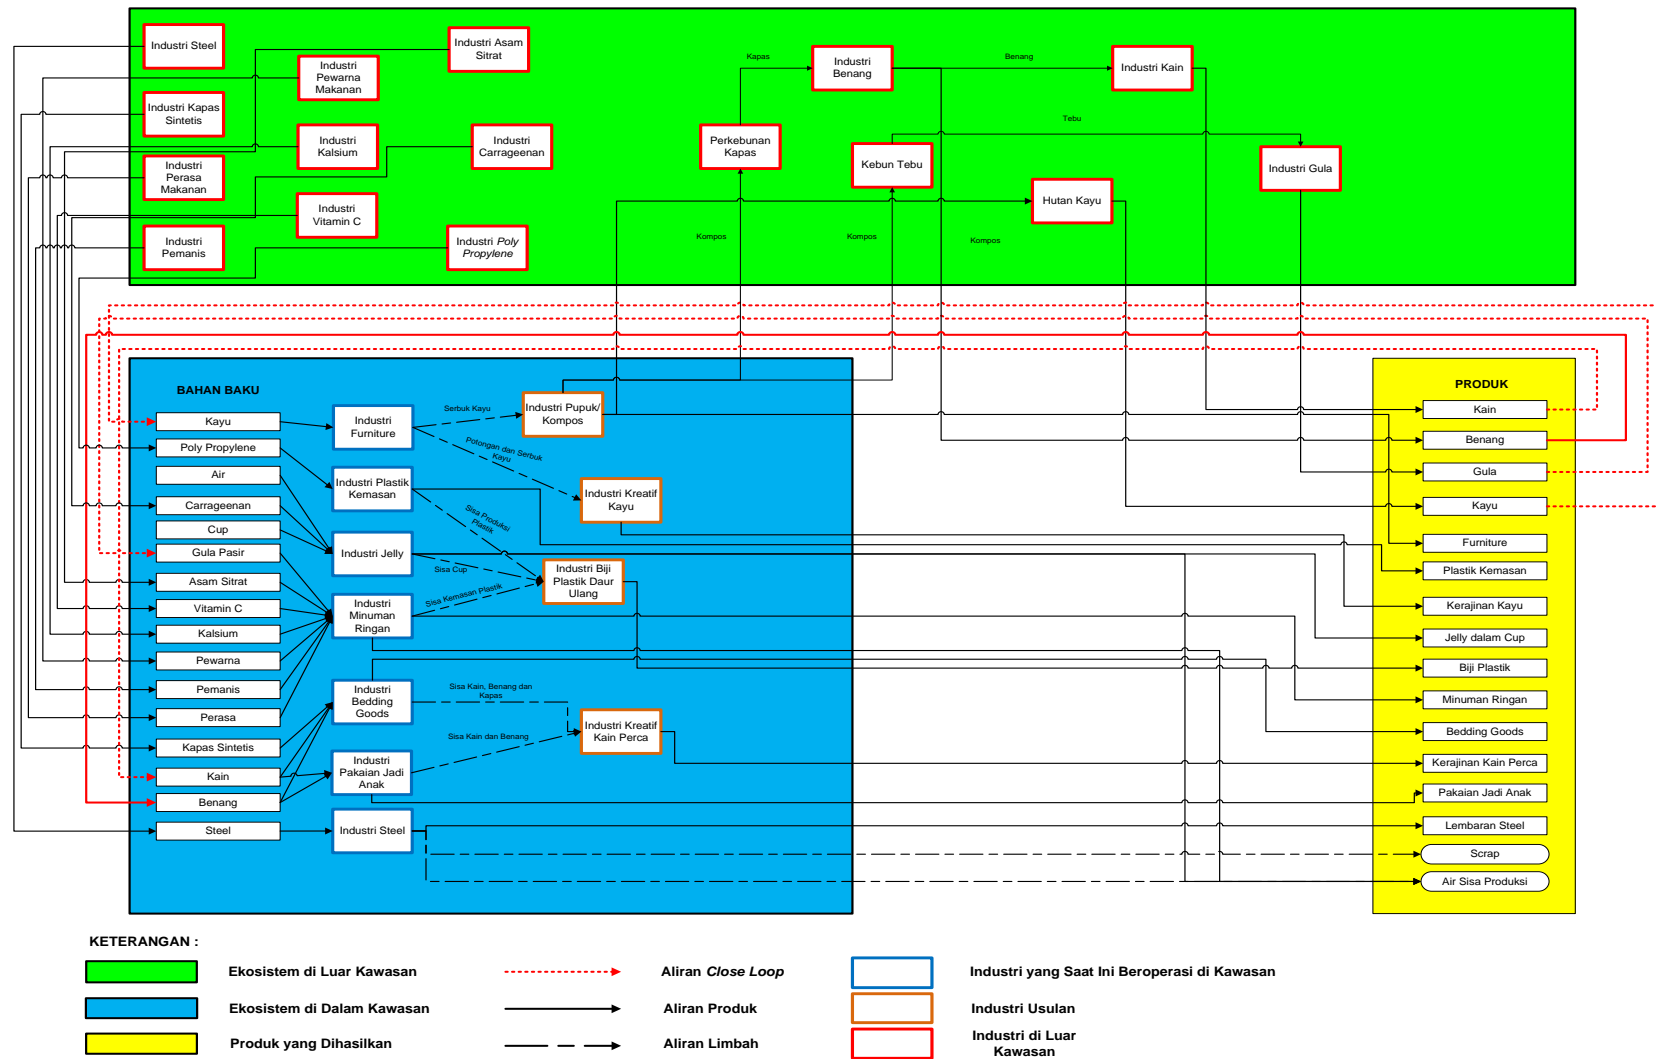 Industri Steel
Industri Asam
Sitrat
Industri
Pewarna
Makanan
Industri Kapas
Sintetis
Industri
Kalsium
Industri
Carrageenan
Industri
Perasa
Makanan
Industri
Vitamin C
Industri
Pemanis
Industri Poly
Propylene
Kapas
Industri
Benang
Benang
Industri Kain
Tebu
Perkebunan
Kapas
Kebun Tebu
Industri Gula
Hutan Kayu
Kompos
Kompos
Kompos
BAHAN BAKU
Kayu
Poly Propylene
Air
Carrageenan
Cup
Gula Pasir
Asam Sitrat
Vitamin C
Kalsium
Pewarna
Pemanis
Perasa
Kapas Sintetis
Kain
Benang
Steel
Industri
Furniture
Industri Plastik
Kemasan
Industri Jelly
Industri
Minuman
Ringan
Industri
Bedding
Goods
Industri
Pakaian Jadi
Anak
Industri Steel
Serbuk Kayu
Potongan dan Serbuk
Kayu
Sisa Produksi
Plastik
Sisa Cup
Sisa Kemasan Plastik
Sisa Kain, Benang dan
Kapas
Sisa Kain dan Benang
Industri Pupuk/
Kompos
Industri Kreatif
Kayu
Industri Biji
Plastik Daur
Ulang
Industri Kreatif
Kain Perca
PRODUK
Kain
Benang
Gula
Kayu
Furniture
Plastik Kemasan
Kerajinan Kayu
Jelly dalam Cup
Biji Plastik
Minuman Ringan
Bedding Goods
Kerajinan Kain Perca
Pakaian Jadi Anak
Lembaran Steel
Scrap
Air Sisa Produksi
KETERANGAN :
Ekosistem di Luar Kawasan
Aliran Close Loop
Industri yang Saat Ini Beroperasi di Kawasan
Ekosistem di Dalam Kawasan
Aliran Produk
Industri Usulan
Produk yang Dihasilkan
Aliran Limbah
Industri di Luar
Kawasan